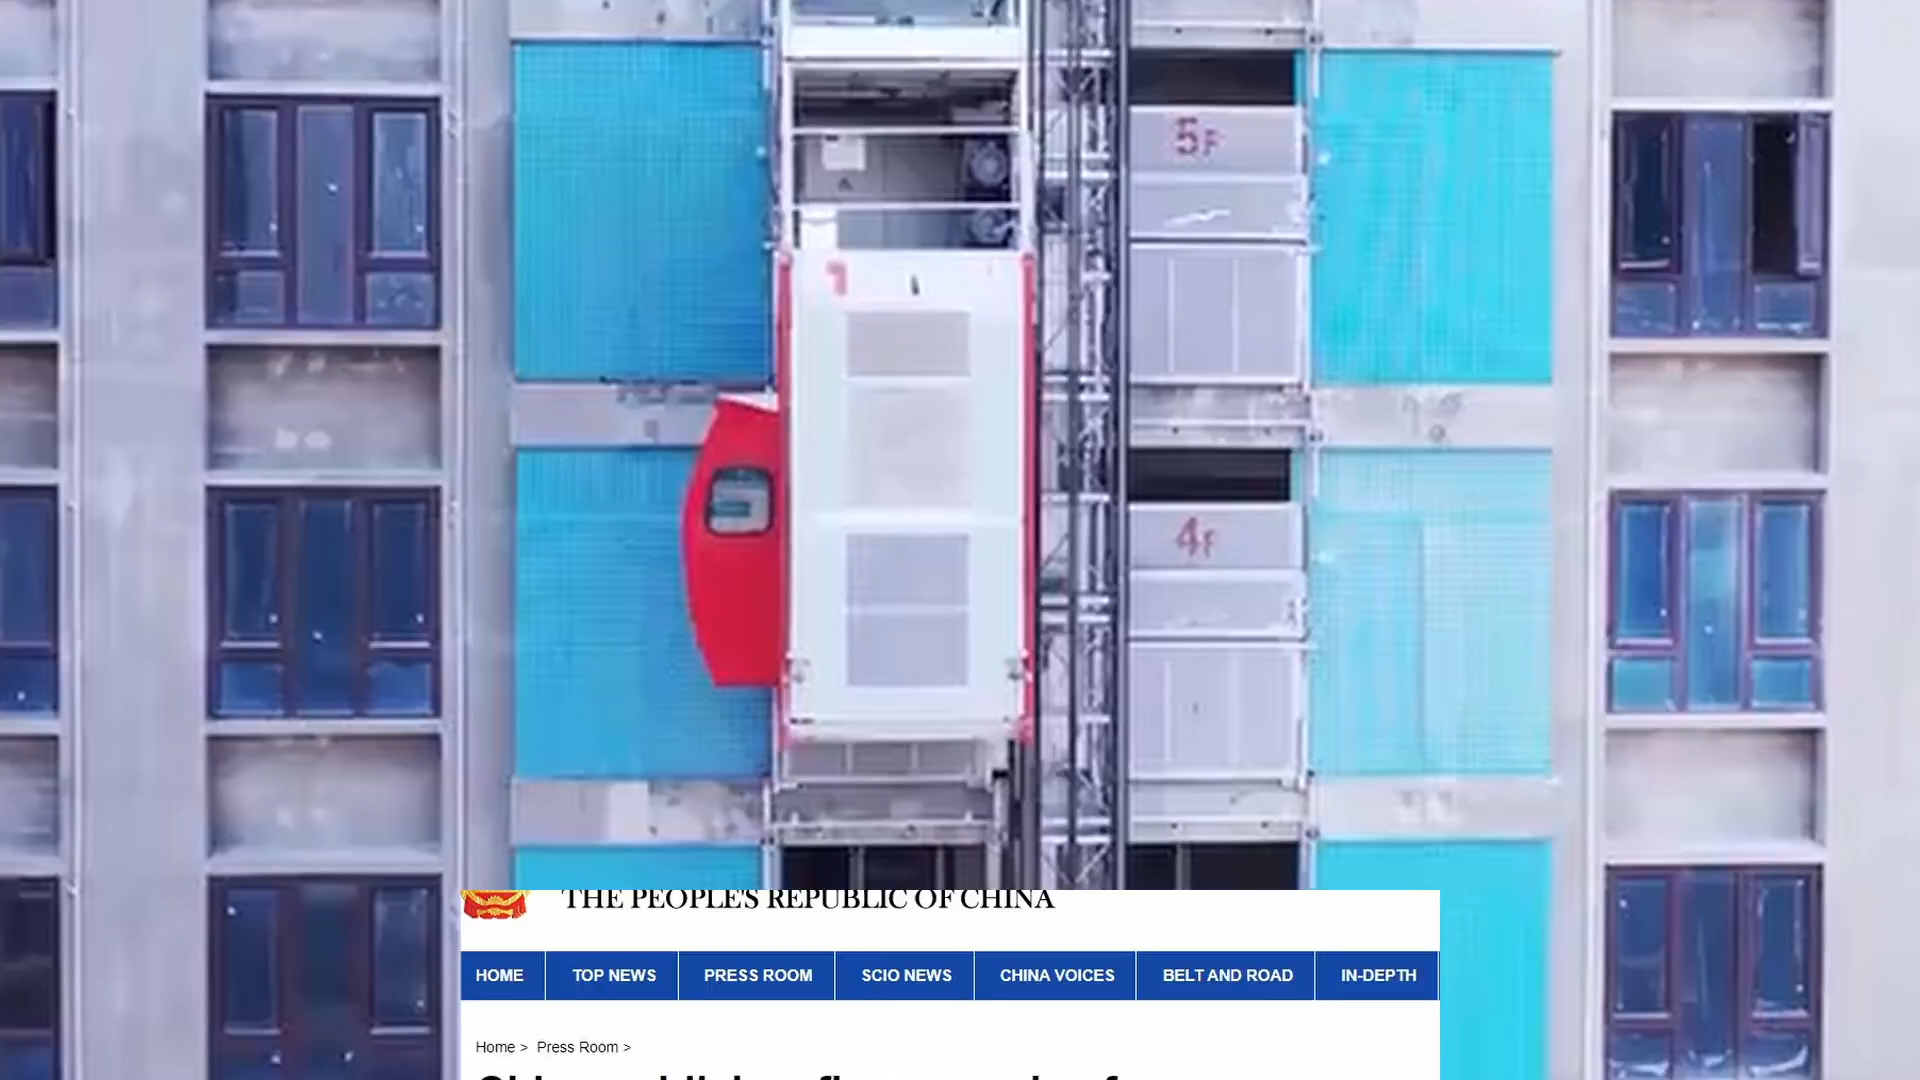 5F
4F
THE PEOPLE'S REPUBLIC OF CHINA
HOME TOP NEWS PRESS ROOM SCIO NEWS CHINA VOICES BELT AND ROAD IN-DEPTH
Home > Press Room >